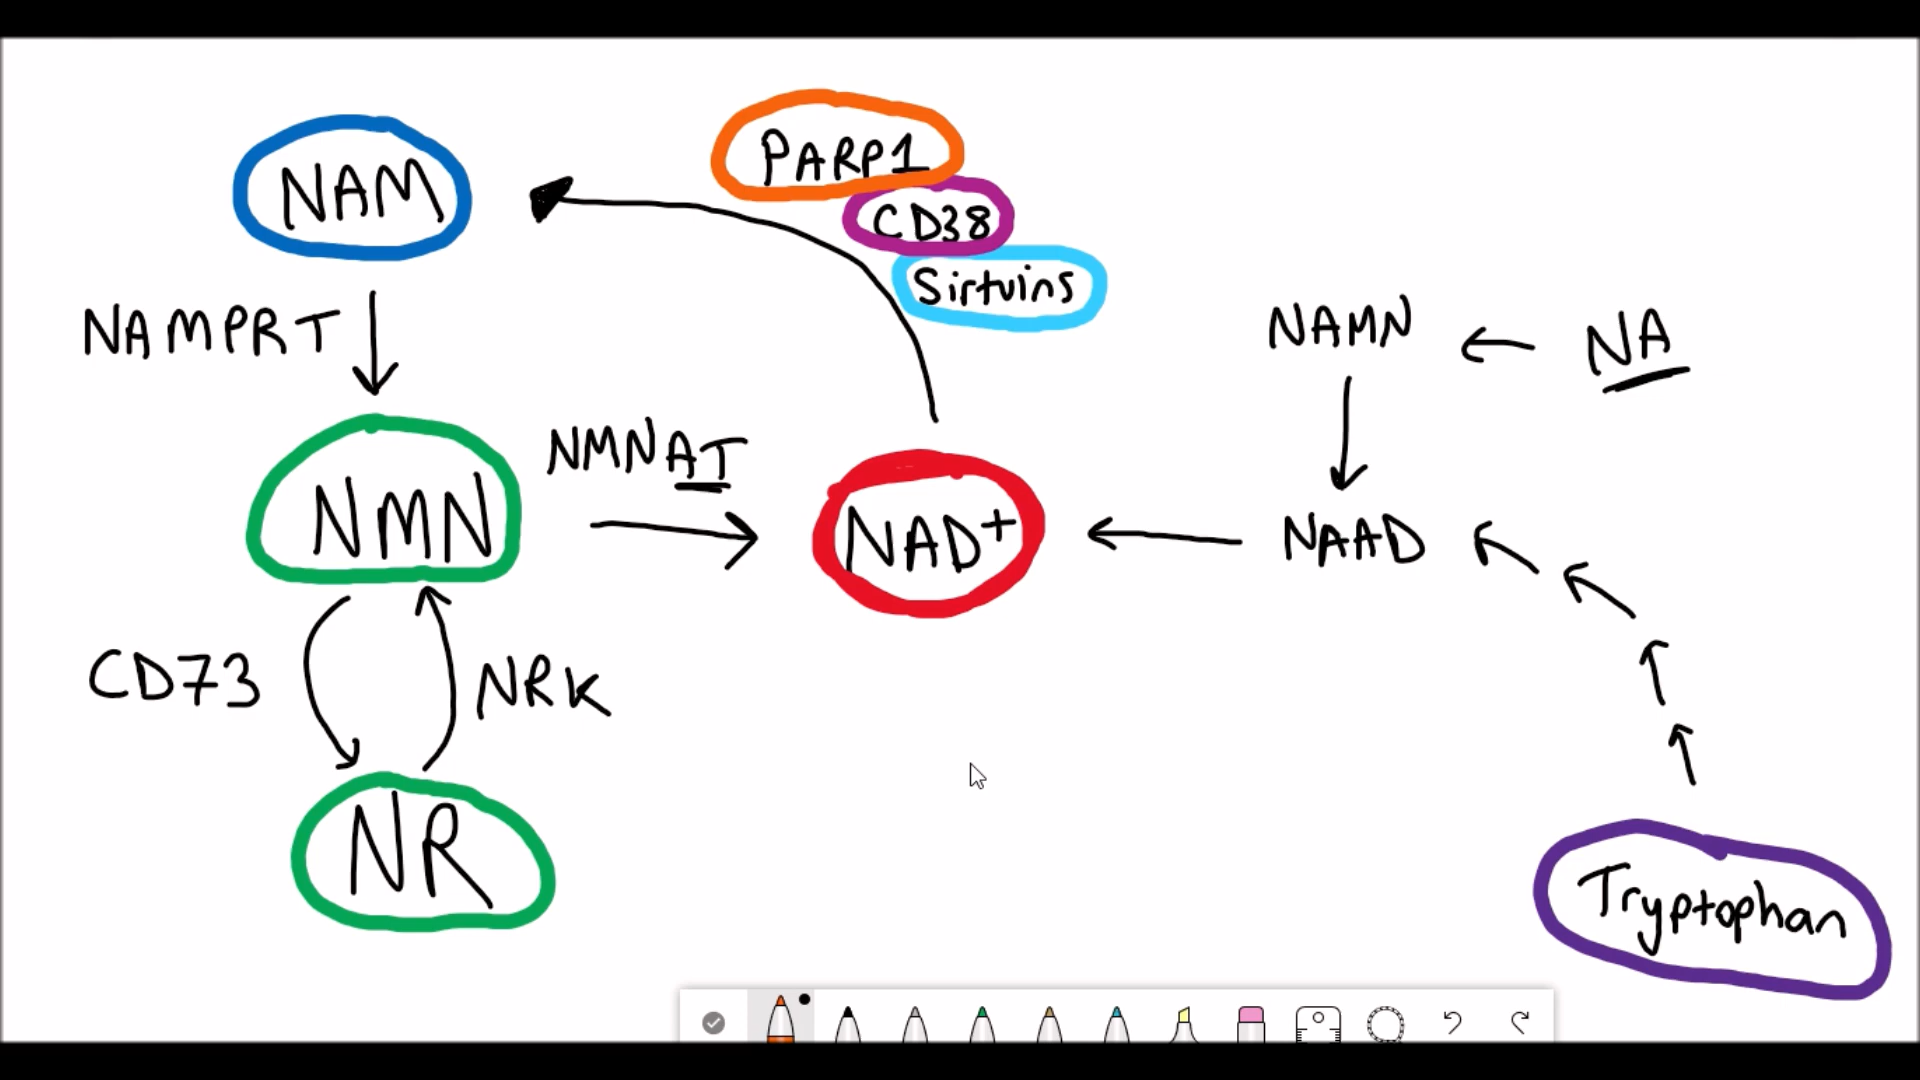 PARP1
NAM
CD38
Sirtuins
NAMPRT
NAMN
NA
NMNAT
NMN
NAD+
NAAD
CD73
NRK
NR
Tryptophan